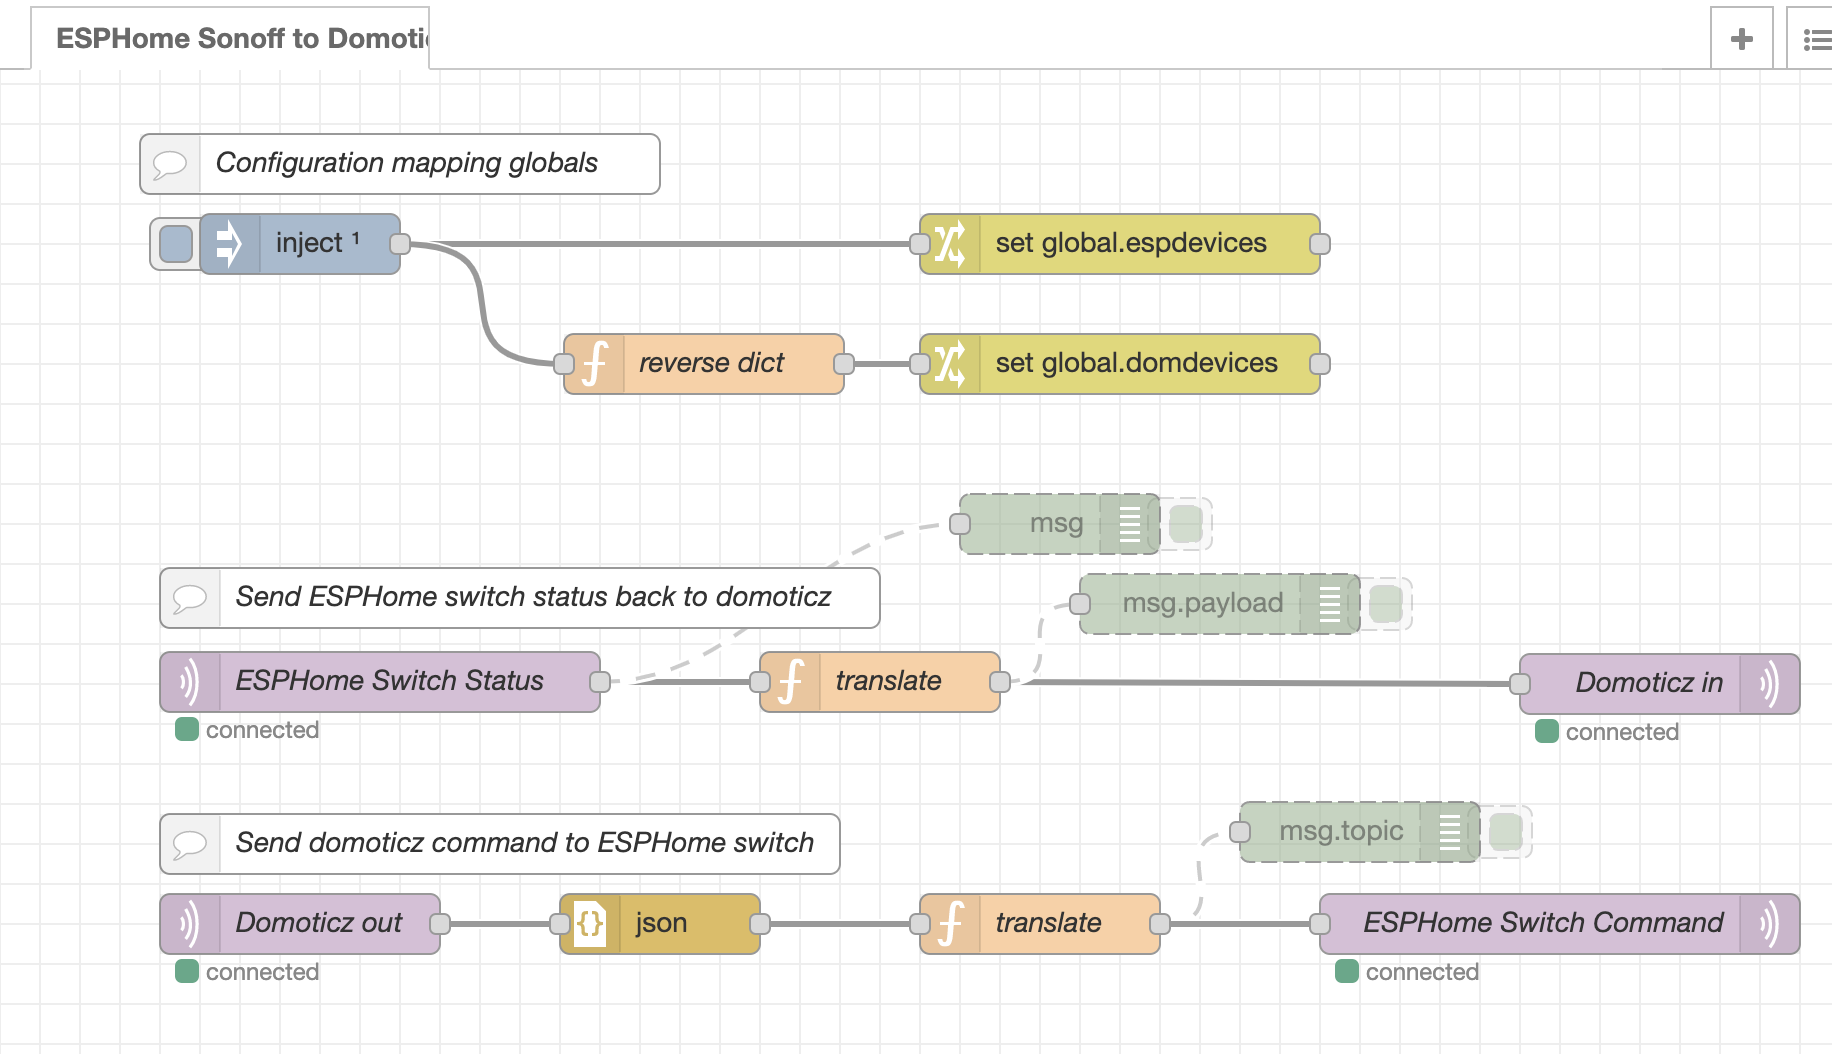 ESPHome Sonoff to Domotic
Configuration mapping globals
inject ¹
set global.espdevices
reverse dict
set global.domdevices
msg
msg.payload
Send ESPHome switch status back to domoticz
ESPHome Switch Status
translate
Domoticz in
connected
connected
msg.topic
Send domoticz command to ESPHome switch
Domoticz out
json
translate
ESPHome Switch Command
connected
connected